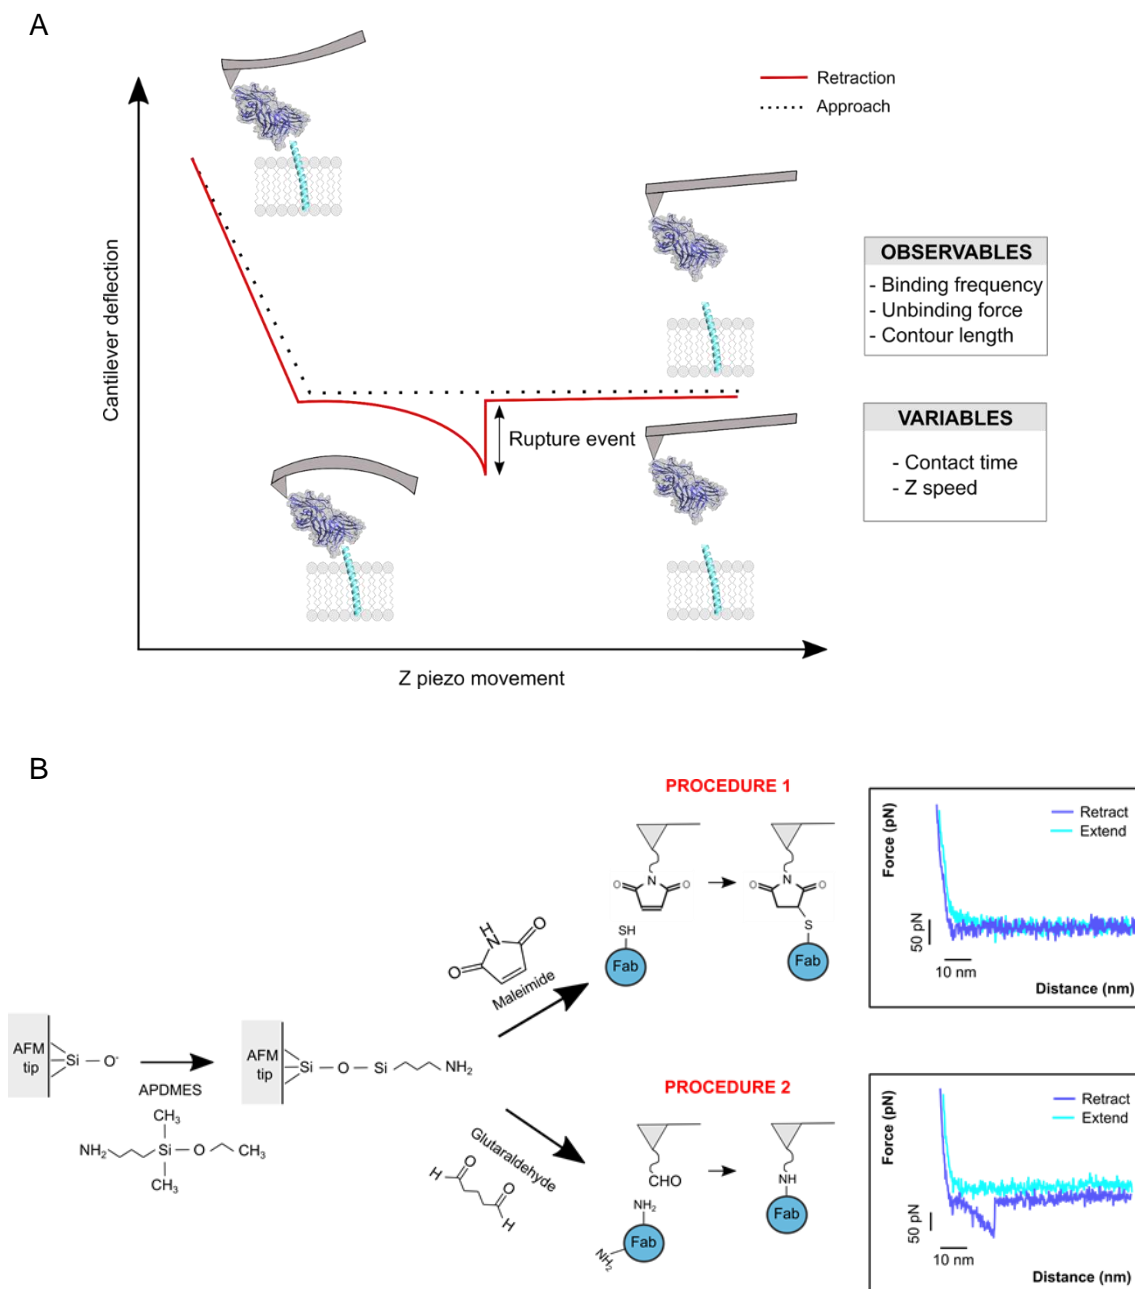 A
Retraction
Approach
Cantilever deflection
OBSERVABLES
- Binding frequency
- Unbinding force
- Contour length
Rupture event
VARIABLES
- Contact time
- Z speed
Z piezo movement
B
PROCEDURE 1
Retract
Extend
Force (pN)
50 pN
10 nm
Distance (nm)
O
N
O
O
N
O
SH
S
Fab
Fab
H
N
O
O
Maleimide
AFM
tip
Si
O-
APDMES
AFM
tip
Si
O
Si
NH2
CH3
NH2
Si
O
CH3
CH3
Glutaraldehyde
O
H
O
H
PROCEDURE 2
CHO
NH
NH2
Fab
NH2
Fab
Retract
Extend
Force (pN)
50 pN
10 nm
Distance (nm)